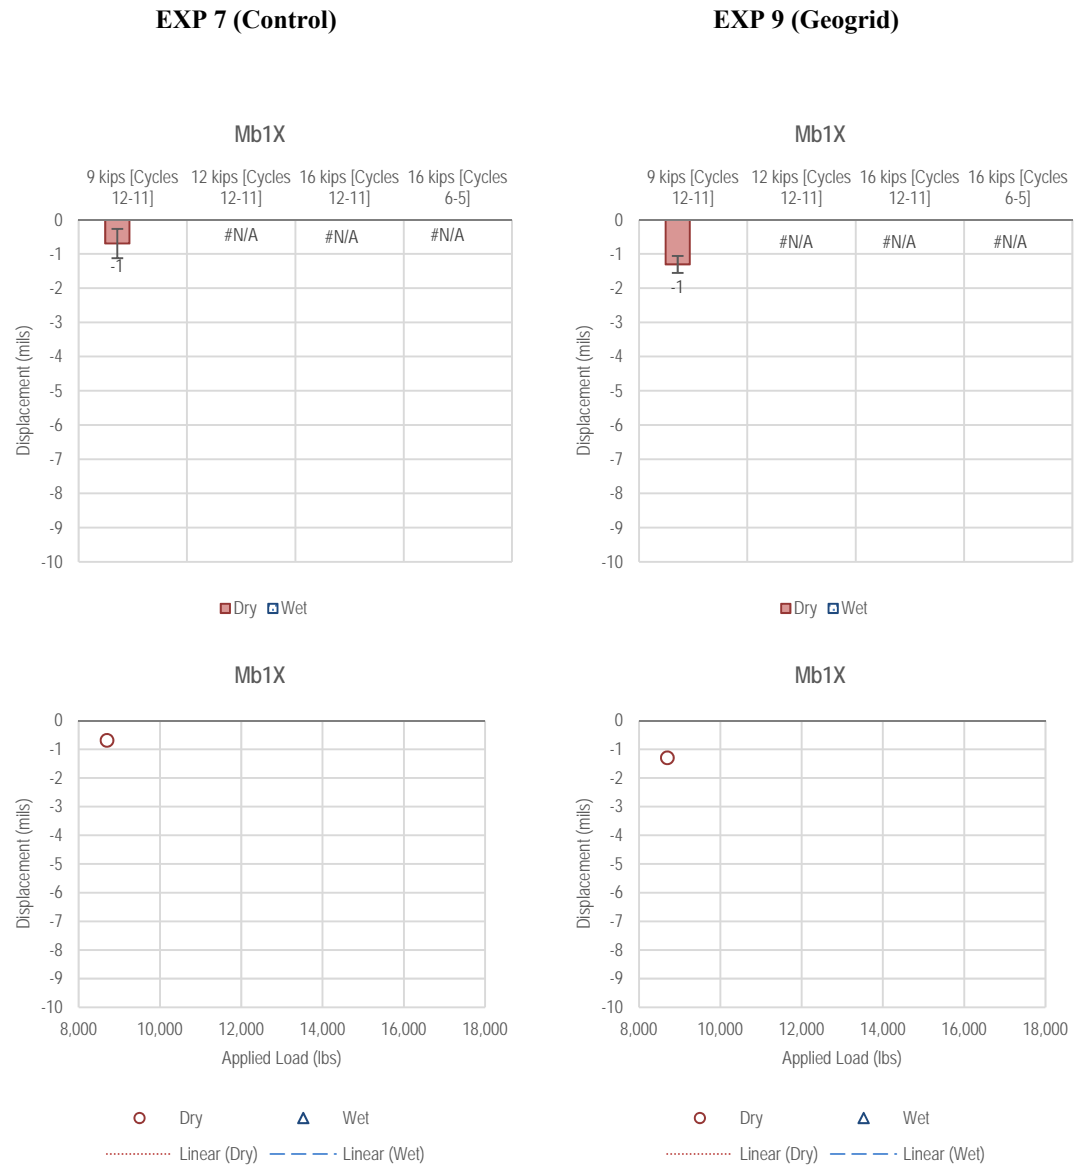 EXP 7 (Control)
EXP 9 (Geogrid)
Mb1X
9 kips [Cycles 12 kips [Cycles 16 kips [Cycles 16 kips [Cycles
12-11] 12-11] 12-11] 6-5]
0
-1
-2
-3
-4
-5
-6
-7
-8
-9
-10
Displacement (mils)
-1
#N/A
#N/A
#N/A
Dry Wet
Mb1X
9 kips [Cycles 12 kips [Cycles 16 kips [Cycles 16 kips [Cycles
12-11] 12-11] 12-11] 6-5]
0
-1
-2
-3
-4
-5
-6
-7
-8
-9
-10
Displacement (mils)
-1
#N/A
#N/A
#N/A
Dry Wet
Mb1X
0
-1
-2
-3
-4
-5
-6
-7
-8
-9
-10
Displacement (mils)
8,000 10,000 12,000 14,000 16,000 18,000
Applied Load (lbs)
Dry Wet
Linear (Dry) Linear (Wet)
Mb1X
0
-1
-2
-3
-4
-5
-6
-7
-8
-9
-10
Displacement (mils)
8,000 10,000 12,000 14,000 16,000 18,000
Applied Load (lbs)
Dry Wet
Linear (Dry) Linear (Wet)